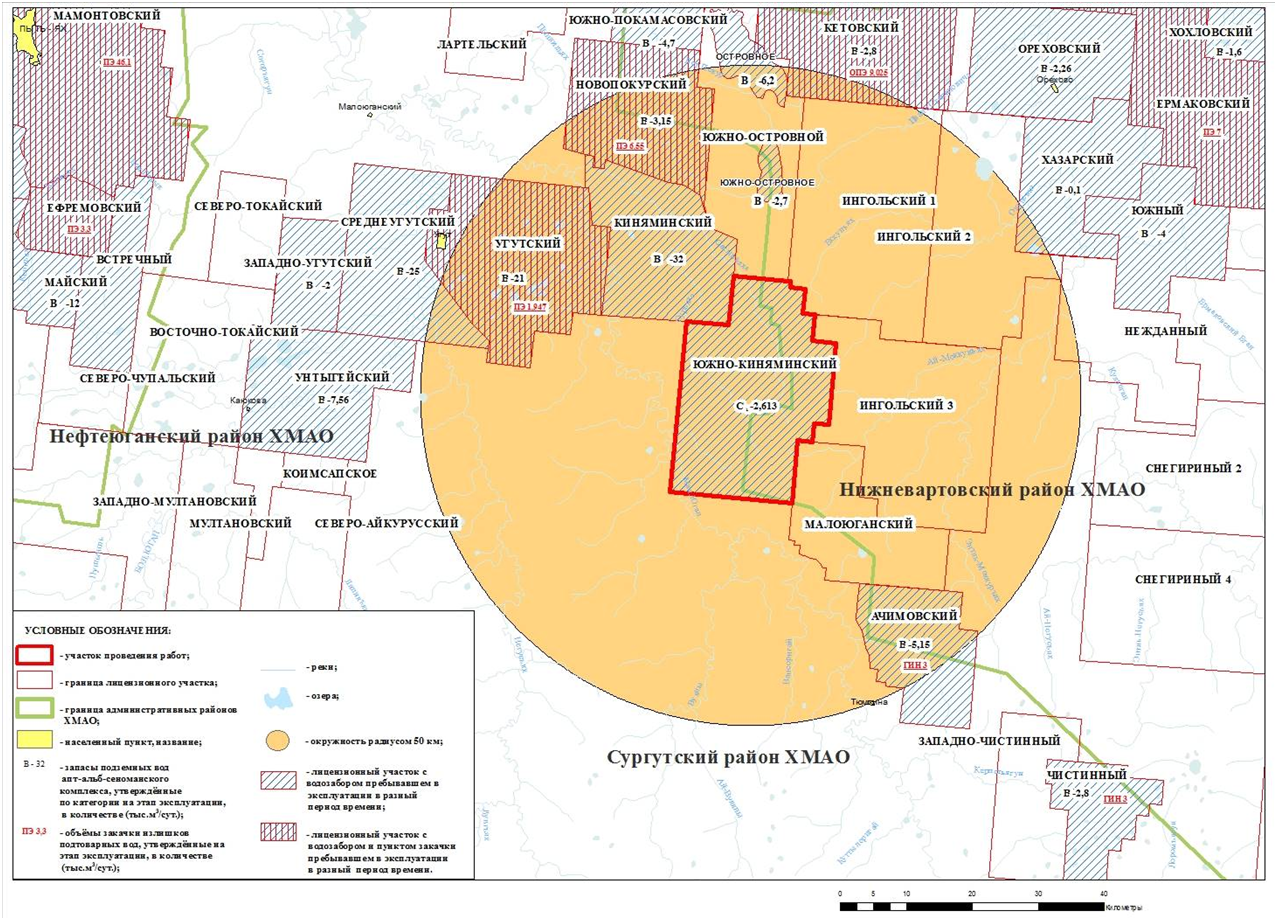 МАМОНТОВСКИЙ
ПЫТЬ - ЯХ
ПЭ 46.1
ЛАРТЕЛЬСКИЙ
ЮЖНО-ПОКАМАСОВСКИЙ
В -4,7
ОСТРОВНОЕ
В -6,2
КЕТОВСКИЙ
В -2,8
ОПЭ 9.025
ОРЕХОВСКИЙ
В -2,26
Орехово
ХОХЛОВСКИЙ
В -1,6
ЕРМАКОВСКИЙ
ПЭ 7
Малоюганский
НОВОПОКУРСКИЙ
В -3,15
ПЭ 6.55
ЮЖНО-ОСТРОВНОЙ
ЮЖНО-ОСТРОВНОЕ
В -2,7
ХАЗАРСКИЙ
В -0,1
ЮЖНЫЙ
В -4
ЕФРЕМОВСКИЙ
ПЭ 3.3
СЕВЕРО-ТОКАЙСКИЙ
СРЕДНЕУГУТСКИЙ
В -25
УГУТСКИЙ
В -21
ПЭ 1.947
КИНЯМИНСКИЙ
В -32
ИНГОЛЬСКИЙ 1
ИНГОЛЬСКИЙ 2
ВСТРЕЧНЫЙ
ЗАПАДНО-УГУТСКИЙ
В -2
МАЙСКИЙ
В -12
ВОСТОЧНО-ТОКАЙСКИЙ
НЕЖДАННЫЙ
СЕВЕРО-ЧУПАЛЬСКИЙ
УНТЫГЕЙСКИЙ
В -7,56
Каюкова
ЮЖНО-КИНЯМИНСКИЙ
С₁ -2,613
ИНГОЛЬСКИЙ 3
Нефтеюганский район ХМАО
КОИМСАПСКОЕ
СНЕГИРИНЫЙ 2
Нижневартовский район ХМАО
ЗАПАДНО-МУЛТАНОВСКИЙ
МУЛТАНОВСКИЙ
СЕВЕРО-АЙКУРУССКИЙ
МАЛОЮГАНСКИЙ
СНЕГИРИНЫЙ 4
АЧИМОВСКИЙ
В -5,15
ГИН 3
Сургутский район ХМАО
ЗАПАДНО-ЧИСТИННЫЙ
ЧИСТИННЫЙ
В -2,8
ГИН 3
УСЛОВНЫЕ ОБОЗНАЧЕНИЯ:
- участок проведения работ;
- граница лицензионного участка;
- граница административных районов
ХМАО;
- населенный пункт, название;
В - 32
- запасы подземных вод
апт-альб-сеноманского
комплекса, утверждённые
по категории на этап эксплуатации,
в количестве (тыс.м³/сут.);
ПЭ 3,3
- объёмы закачки излишков
подтоварных вод, утверждённые на
этап эксплуатации, в количестве
(тыс.м³/сут.);
- реки;
- озера;
- окружность радиусом 50 км;
- лицензионный участок с
водозабором пребывавшем в
эксплуатации в разный
период времени;
- лицензионный участок с
водозабором и пунктом закачки
пребывавшем в эксплуатации
в разный период времени.
0 5 10 20 30 40
Километры